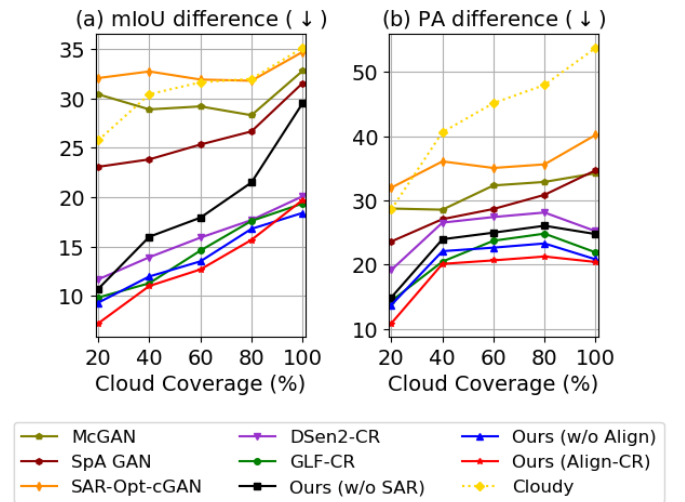 (a) mIoU difference ( ↓ )
(b) PA difference ( ↓ )
35
30
25
20
15
10
20 40 60 80 100
Cloud Coverage (%)
50
40
30
20
10
20 40 60 80 100
Cloud Coverage (%)
McGAN
SpA GAN
SAR-Opt-cGAN
DSen2-CR
GLF-CR
Ours (w/o SAR)
Ours (w/o Align)
Ours (Align-CR)
Cloudy